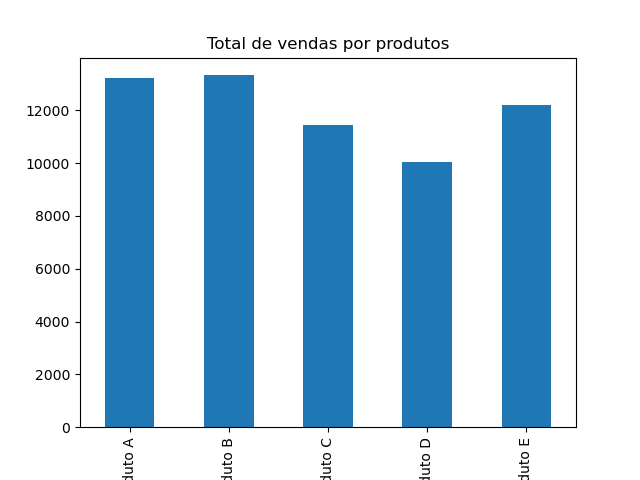 Total de vendas por produtos
12000
10000
8000
6000
4000
2000
0
duto A
duto B
duto C
duto D
duto E